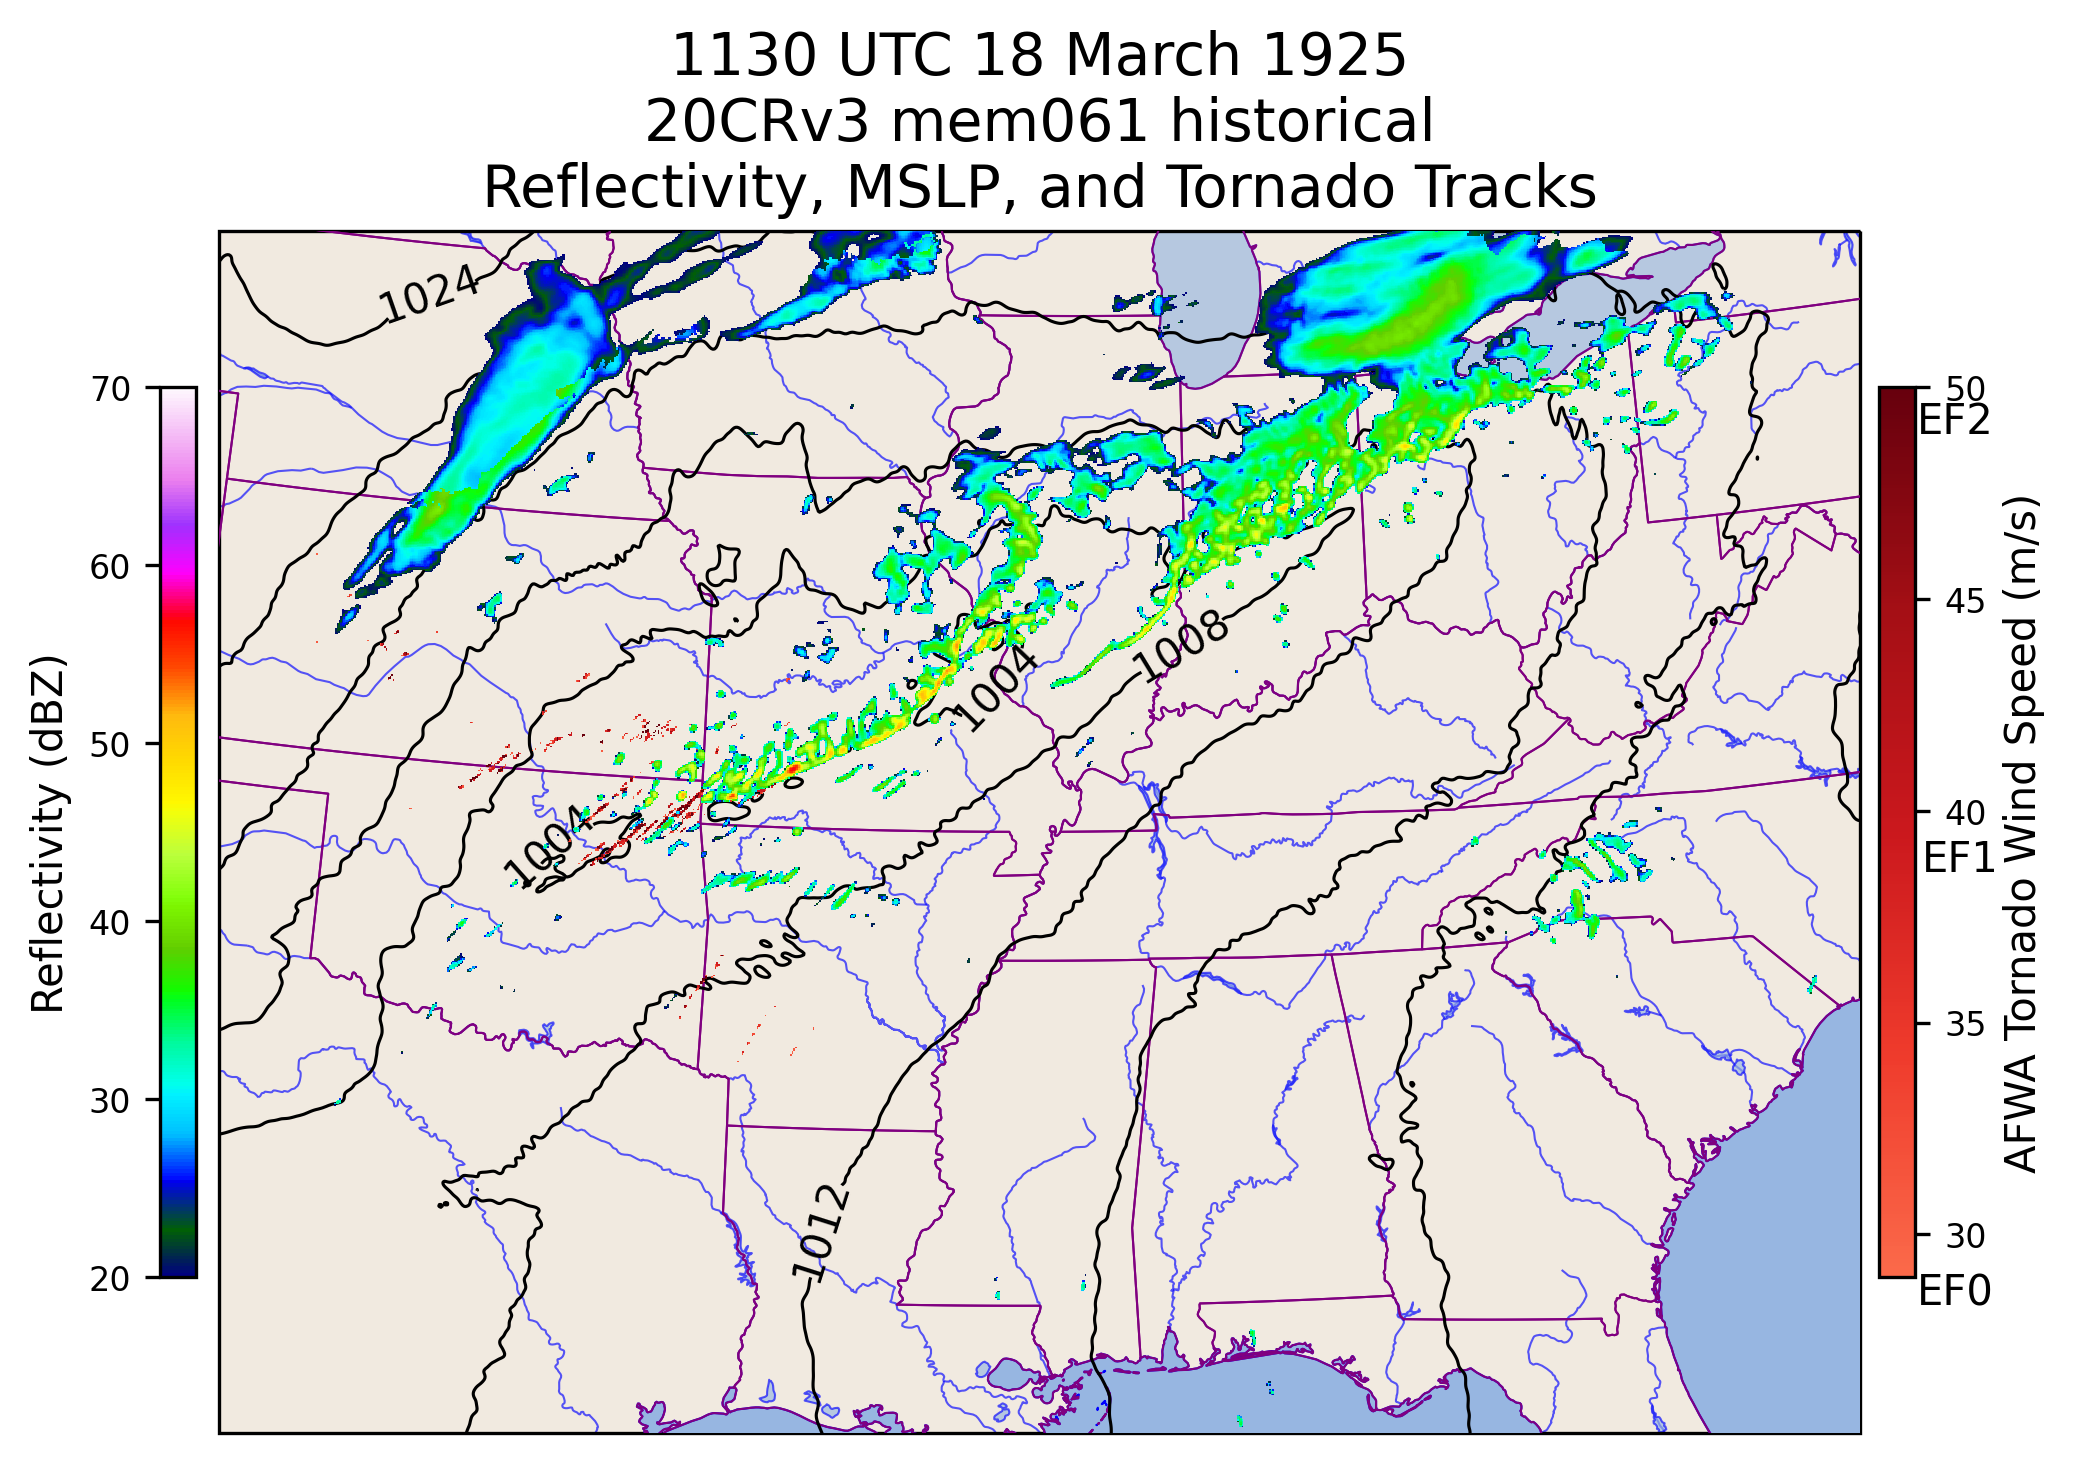 1130 UTC 18 March 1925
20CRv3 mem061 historical
Reflectivity, MSLP, and Tornado Tracks
1024
1008
1004
1004
1012
70
60
50
40
30
20
Reflectivity (dBZ)
50
EF2
45
40
EF1
35
30
EF0
AFWA Tornado Wind Speed (m/s)